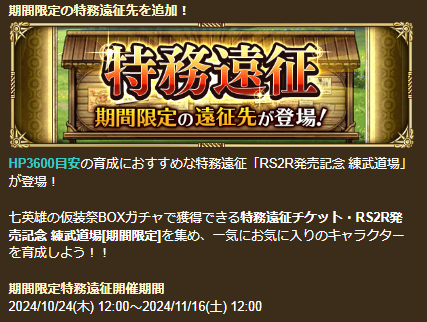 期間限定の特務遠征先を追加！
特務遠征
期間限定の遠征先が登場!
HP3600目安の育成におすすめな特務遠征「RS2R発売記念 練武道場」
が登場！
七英雄の仮装祭BOXガチャで獲得できる特務遠征チケット・RS2R発
売記念 練武道場[期間限定]を集め、一気にお気に入りのキャラクター
を育成しよう！！
期間限定特務遠征開催期間
2024/10/24(木) 12:00～2024/11/16(土) 12:00